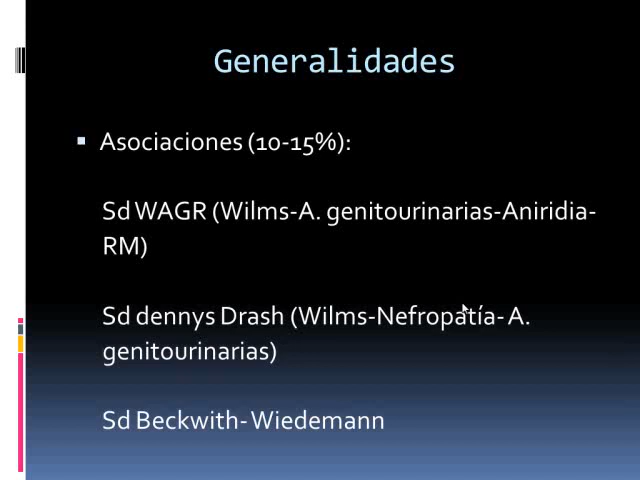 Generalidades
Asociaciones (10-15%):
Sd WAGR (Wilms-A. genitourinarias-Aniridia-
RM)
Sd dennys Drash (Wilms-Nefropatía- A.
genitourinarias)
Sd Beckwith- Wiedemann